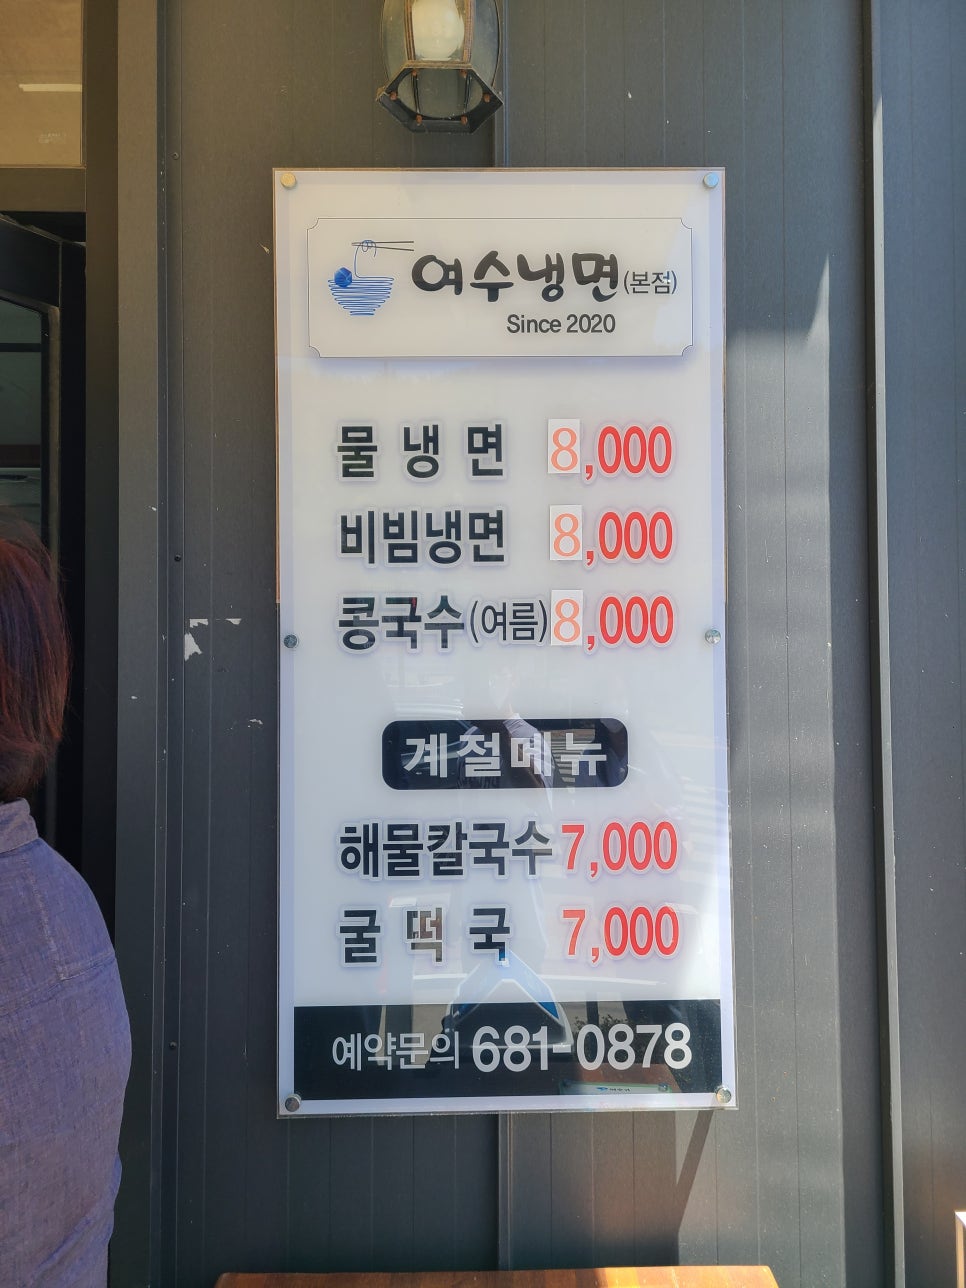 여수냉면(본점)
Since 2020
물 냉 면 8,000
비빔냉면 8,000
콩국수(여름) 8,000
계절메뉴
해물칼국수 7,000
굴 떡 국 7,000
예약문의 681-0878